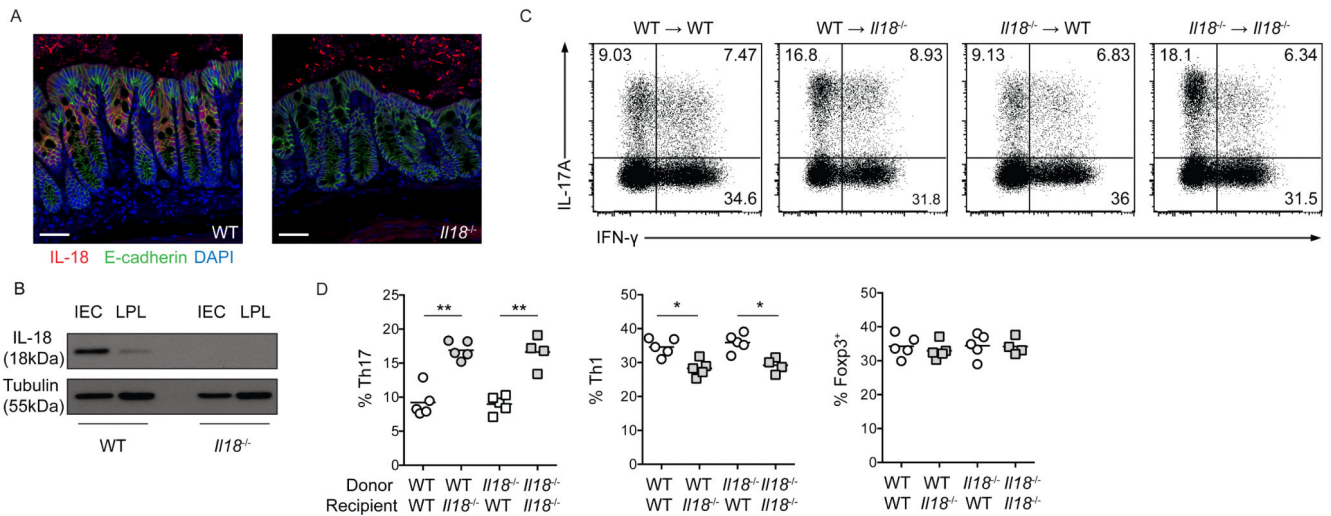 A
WT
Il18-/-
IL-18 E-cadherin DAPI
B
IEC LPL IEC LPL
IL-18
(18kDa)
Tubulin
(55kDa)
WT Il18-/-
C
WT → WT WT → Il18-/- Il18-/- → WT Il18-/- → Il18-/-
9.03 7.47 16.8 8.93 9.13 6.83 18.1 6.34
34.6 31.8 36 31.5
IL-17A
IFN-γ
D
% Th17
25
20
15
10
5
0
** **
% Th1
50
40
30
20
10
0
* *
% Foxp3+
50
40
30
20
10
0
Donor WT WT Il18-/- Il18-/- WT WT Il18-/- Il18-/- WT WT Il18-/- Il18-/-
Recipient WT Il18-/- WT Il18-/- WT Il18-/- WT Il18-/- WT Il18-/- WT Il18-/-